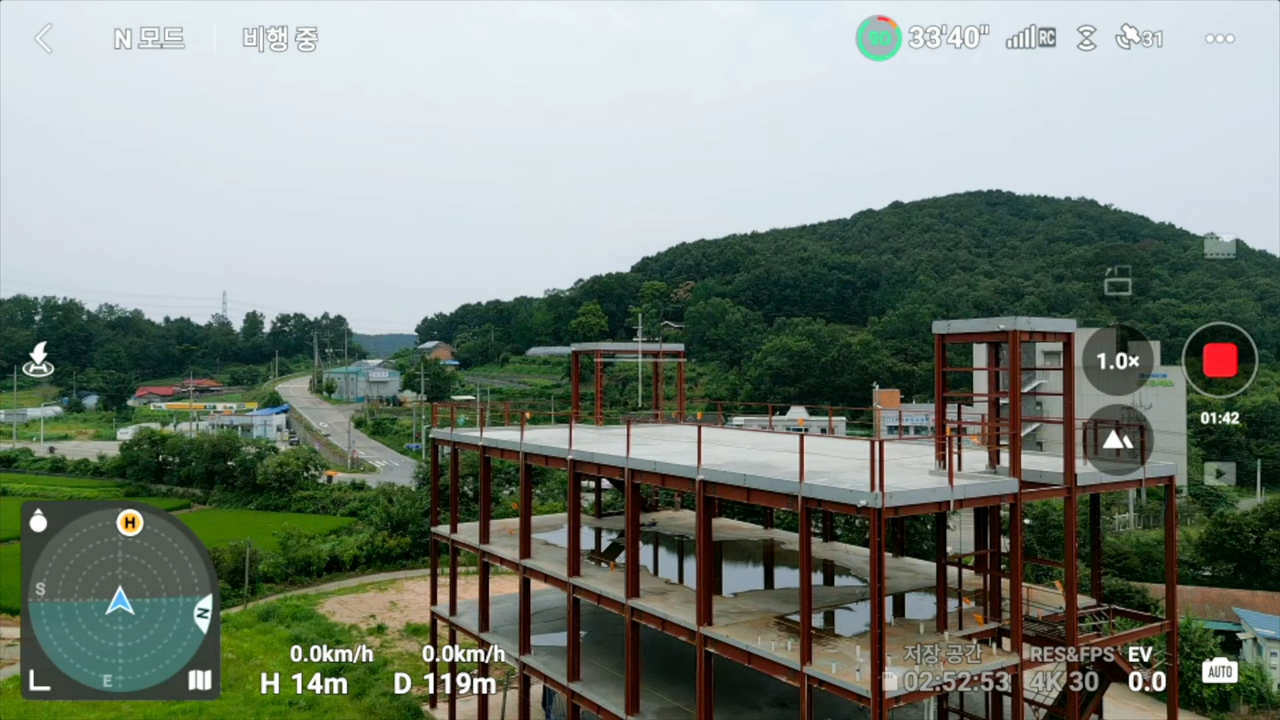 N 모드
비행 중
90
33'40"
RC
31
1.0×
01:42
H
S
N
E
0.0km/h
0.0km/h
H 14m
D 119m
저장 공간
02:52:53
RES&FPS
4K 30
EV
0.0
AUTO